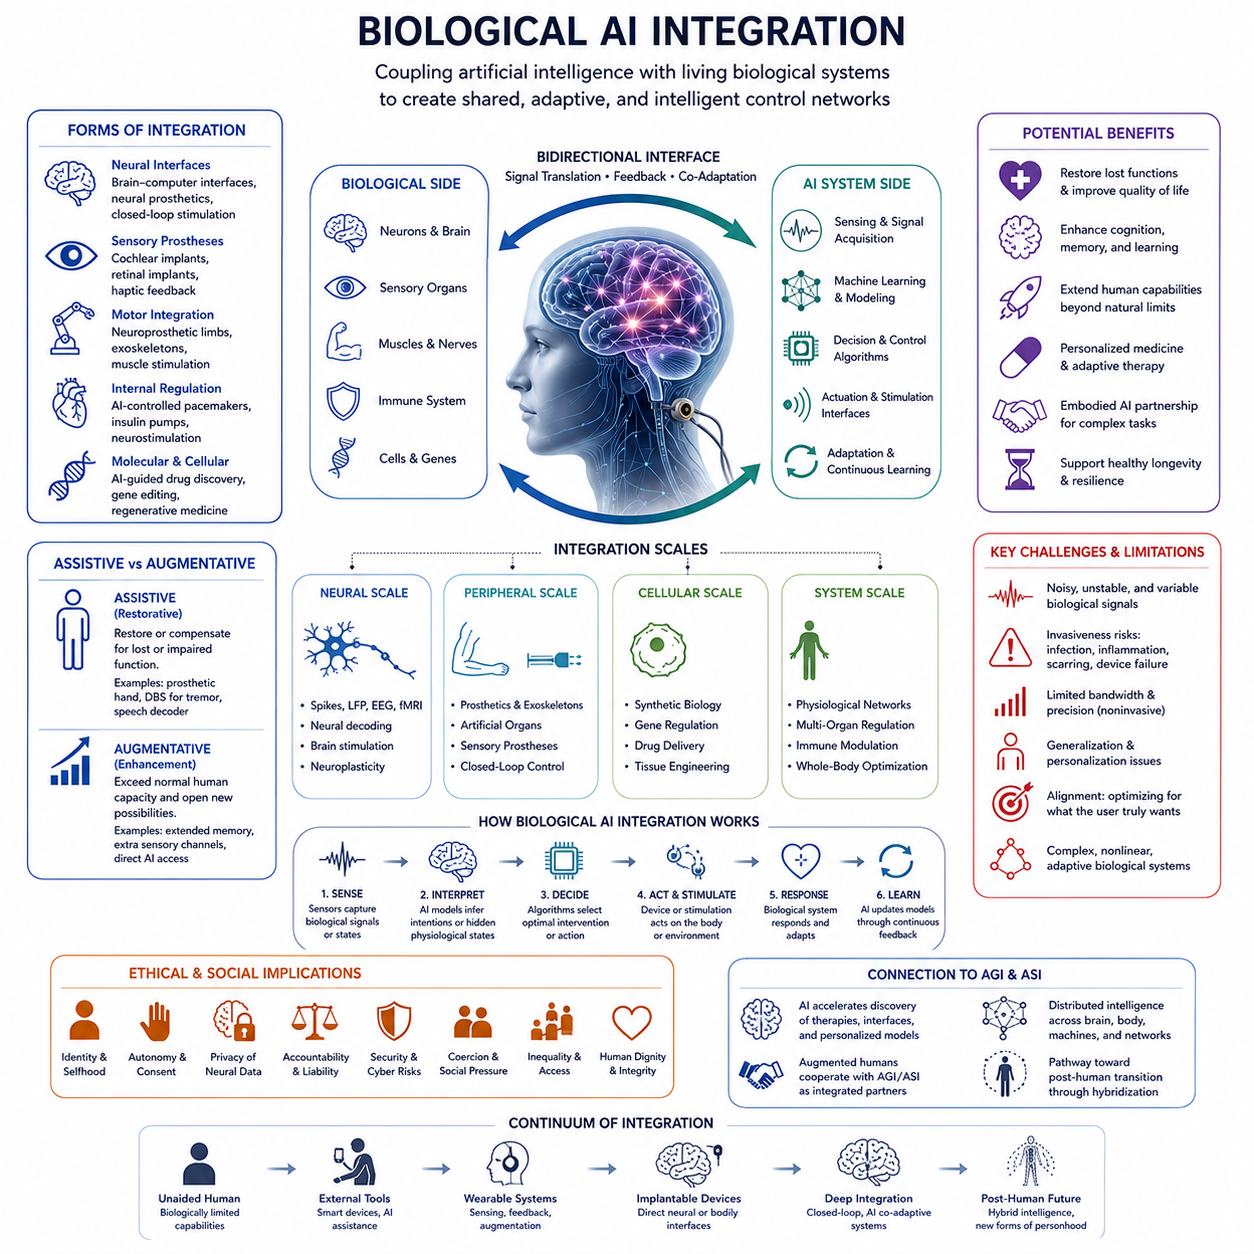 BIOLOGICAL AI INTEGRATION
Coupling artificial intelligence with living biological systems
to create shared, adaptive, and intelligent control networks
FORMS OF INTEGRATION
Neural Interfaces
Brain–computer interfaces,
neural prosthetics,
closed-loop stimulation
Sensory Prostheses
Cochlear implants,
retinal implants,
haptic feedback
Motor Integration
Neuroprosthetic limbs,
exoskeletons,
muscle stimulation
Internal Regulation
AI-controlled pacemakers,
insulin pumps,
neurostimulation
Molecular & Cellular
AI-guided drug discovery,
gene editing,
regenerative medicine
BIOLOGICAL SIDE
Neurons & Brain
Sensory Organs
Muscles & Nerves
Immune System
Cells & Genes
BIDIRECTIONAL INTERFACE
Signal Translation • Feedback • Co-Adaptation
AI SYSTEM SIDE
Sensing & Signal
Acquisition
Machine Learning
& Modeling
Decision & Control
Algorithms
Actuation & Stimulation
Interfaces
Adaptation &
Continuous Learning
POTENTIAL BENEFITS
Restore lost functions
& improve quality of life
Enhance cognition,
memory, and learning
Extend human capabilities
beyond natural limits
Personalized medicine
& adaptive therapy
Embodied AI partnership
for complex tasks
Support healthy longevity
& resilience
ASSISTIVE vs AUGMENTATIVE
ASSISTIVE
(Restorative)
Restore or compensate
for lost or impaired
function.
Examples: prosthetic
hand, DBS for tremor,
speech decoder
AUGMENTATIVE
(Enhancement)
Exceed normal human
capacity and open new
possibilities.
Examples: extended memory,
extra sensory channels,
direct AI access
INTEGRATION SCALES
NEURAL SCALE
• Spikes, LFP, EEG, fMRI
• Neural decoding
• Brain stimulation
• Neuroplasticity
PERIPHERAL SCALE
• Prosthetics & Exoskeletons
• Artificial Organs
• Sensory Prostheses
• Closed-Loop Control
CELLULAR SCALE
• Synthetic Biology
• Gene Regulation
• Drug Delivery
• Tissue Engineering
SYSTEM SCALE
• Physiological Networks
• Multi-Organ Regulation
• Immune Modulation
• Whole-Body Optimization
KEY CHALLENGES & LIMITATIONS
Noisy, unstable, and variable
biological signals
Invasiveness risks:
infection, inflammation,
scarring, device failure
Limited bandwidth &
precision (noninvasive)
Generalization &
personalization issues
Alignment: optimizing for
what the user truly wants
Complex, nonlinear,
adaptive biological systems
HOW BIOLOGICAL AI INTEGRATION WORKS
1. SENSE
Sensors capture
biological signals
or states
2. INTERPRET
AI models infer
intentions or hidden
physiological states
3. DECIDE
Algorithms select
optimal intervention
or action
4. ACT & STIMULATE
Device or stimulation
acts on the body
or environment
5. RESPONSE
Biological system
responds and
adapts
6. LEARN
AI updates models
through continuous
feedback
ETHICAL & SOCIAL IMPLICATIONS
Identity &
Selfhood
Autonomy &
Consent
Privacy of
Neural Data
Accountability
& Liability
Security &
Cyber Risks
Coercion &
Social Pressure
Inequality &
Access
Human Dignity
& Integrity
CONNECTION TO AGI & ASI
AI accelerates discovery
of therapies, interfaces,
and personalized models
Distributed intelligence
across brain, body,
machines, and networks
Augmented humans
cooperate with AGI/ASI
as integrated partners
Pathway toward
post-human transition
through hybridization
CONTINUUM OF INTEGRATION
Unaided Human
Biologically limited
capabilities
External Tools
Smart devices, AI
assistance
Wearable Systems
Sensing, feedback,
augmentation
Implantable Devices
Direct neural or bodily
interfaces
Deep Integration
Closed-loop, AI co-adaptive
systems
Post-Human Future
Hybrid intelligence,
new forms of personhood